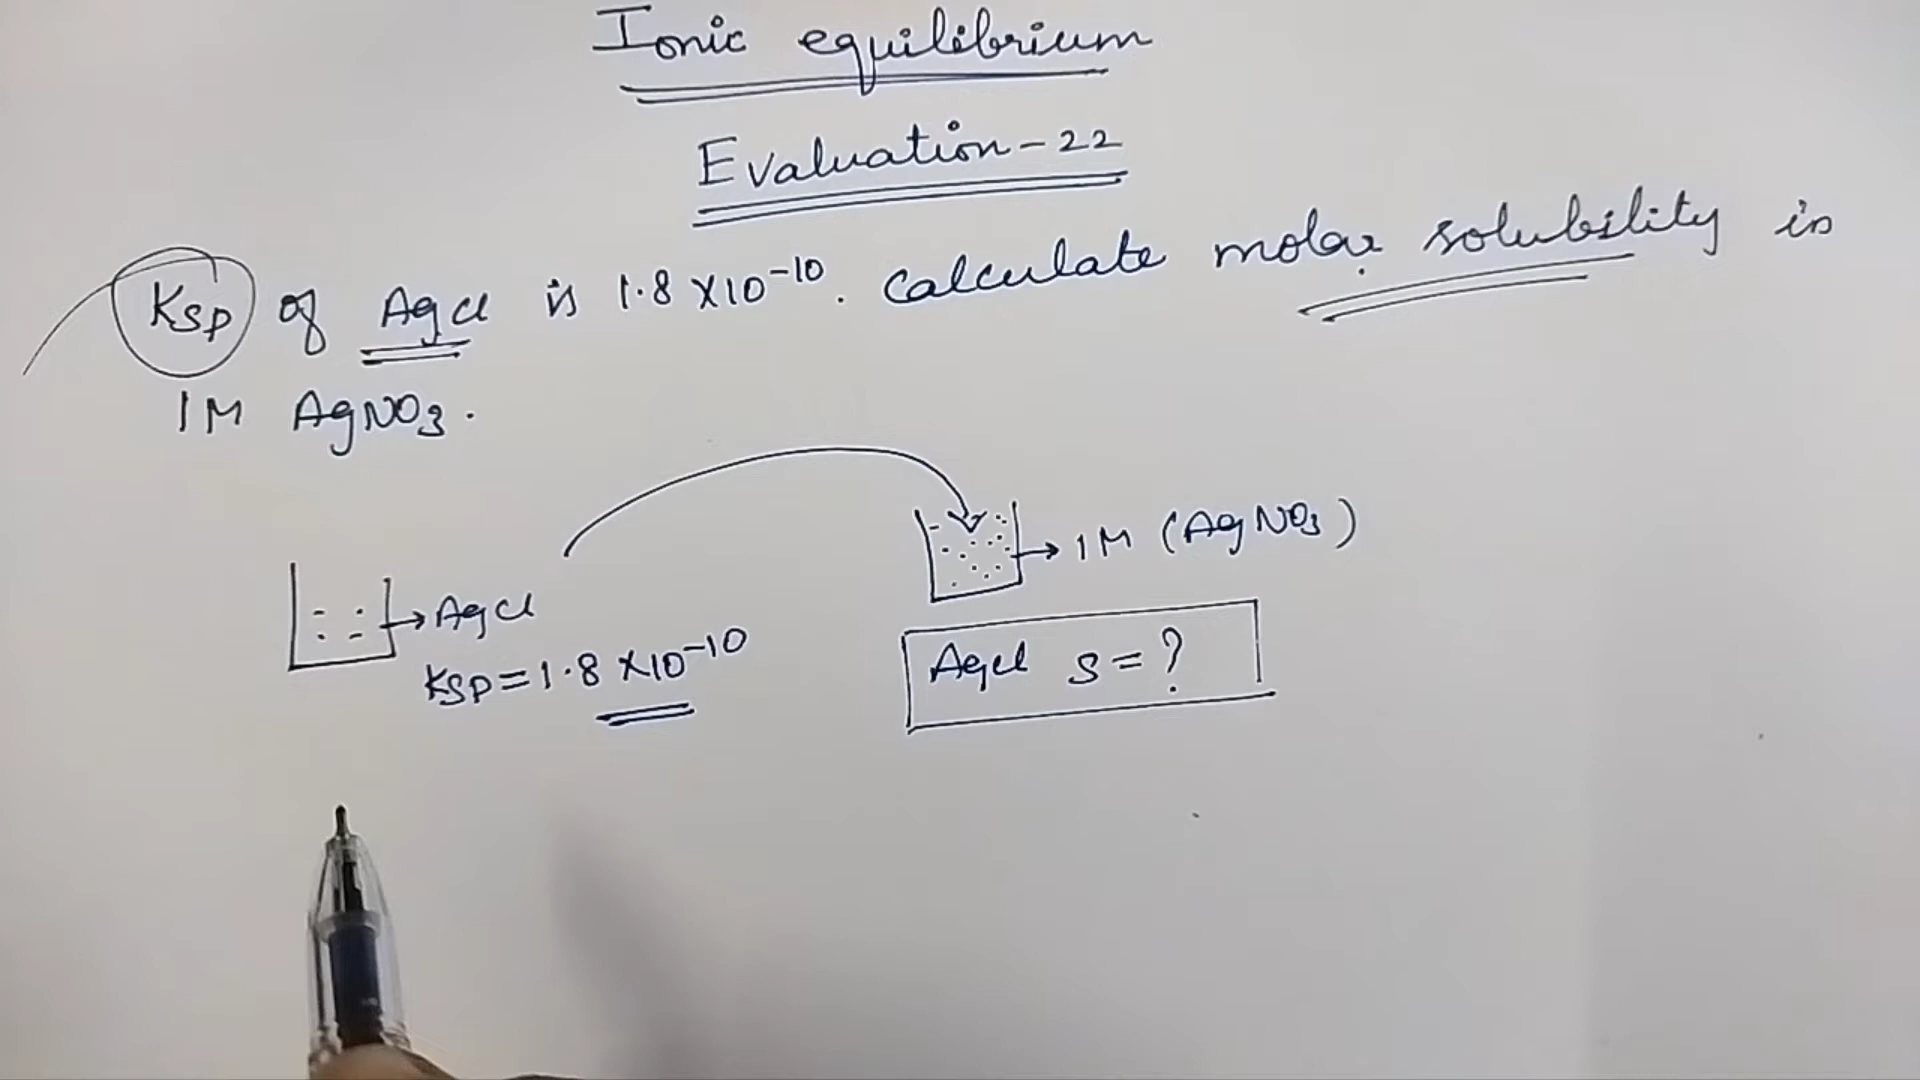 Ionic equilibrium
Evaluation-22
Ksp of AgCl is 1.8 x10⁻¹⁰. Calculate molar solubility in
1M AgNO3.
1M (AgNO3)
AgCl
Ksp=1.8 x10⁻¹⁰
AgCl S=?